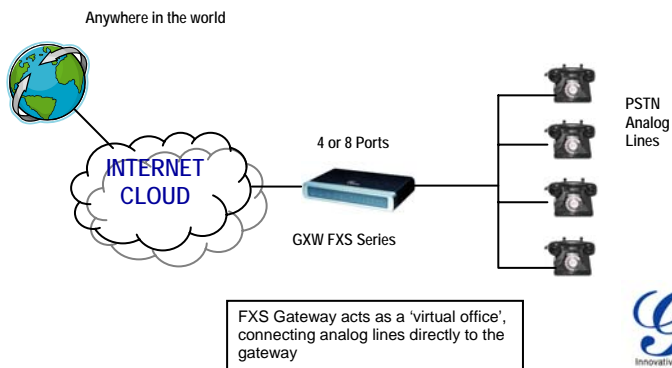 Anywhere in the world
INTERNET
CLOUD
4 or 8 Ports
GXW FXS Series
PSTN
Analog
Lines
FXS Gateway acts as a 'virtual office',
connecting analog lines directly to the
gateway